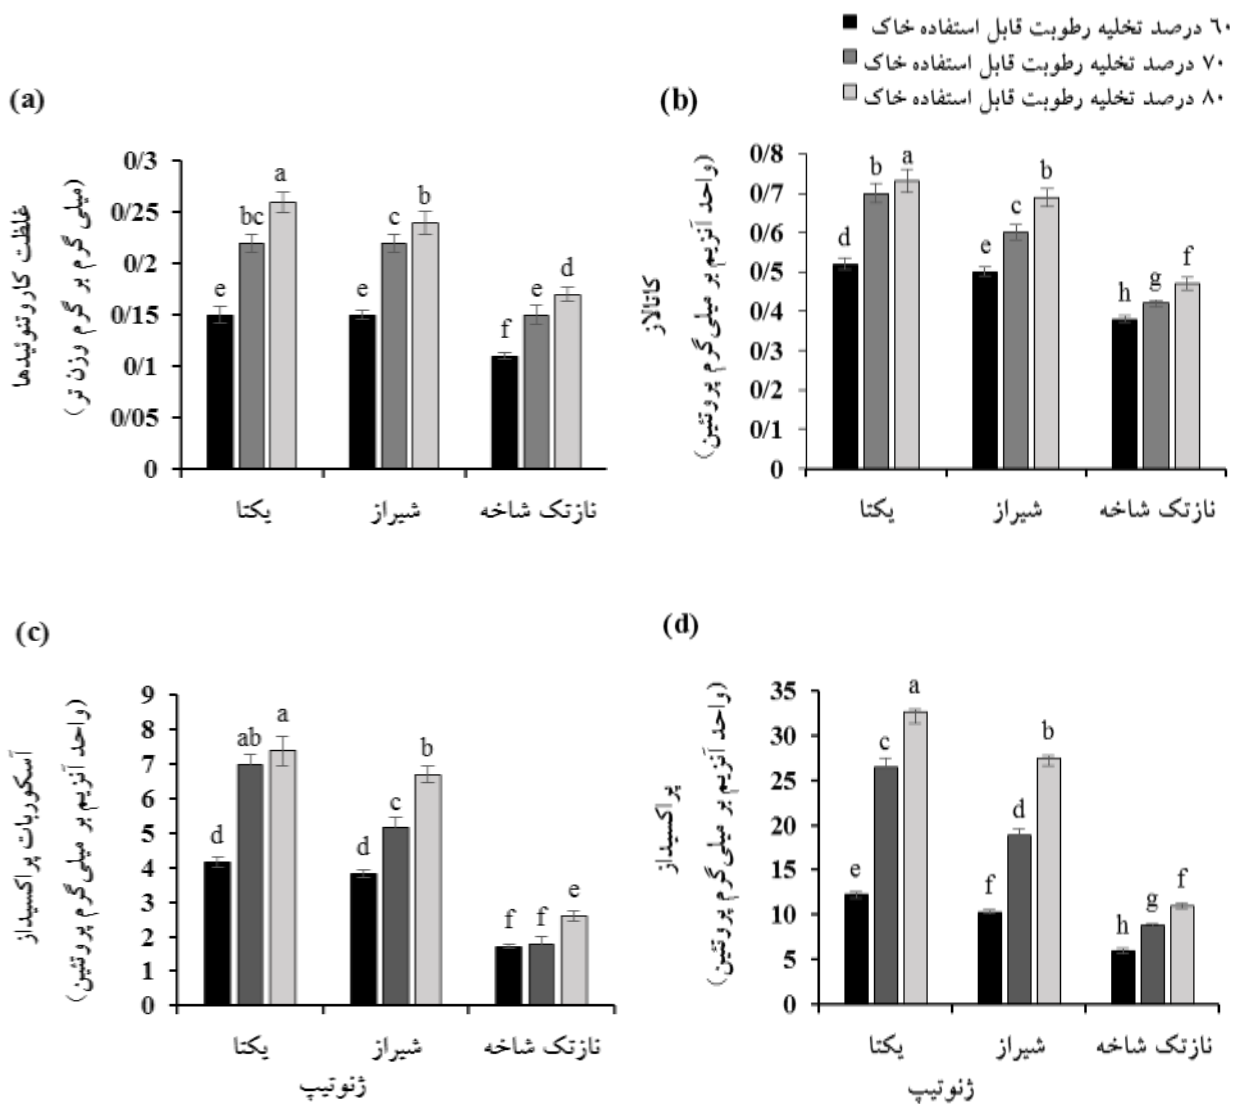 ۶۰ درصد تخلیه رطوبت قابل استفاده خاک
۷۰ درصد تخلیه رطوبت قابل استفاده خاک
۸۰ درصد تخلیه رطوبت قابل استفاده خاک
(a)
غلظت کاروتنوئیدها
(میلی گرم بر گرم وزن تر)
0/3
0/25
0/2
0/15
0/1
0/05
0
e bc a
e c b
f e d
یکتا شیراز نازتک شاخه
(b)
کاتالاز
(واحد آنزیم بر میلی‌گرم پروتئین)
0/8
0/7
0/6
0/5
0/4
0/3
0/2
0/1
0
d b a
e c b
h g f
یکتا شیراز نازتک شاخه
(c)
آسکوربات پراکسیداز
(واحد آنزیم بر میلی‌گرم پروتئین)
9
8
7
6
5
4
3
2
1
0
d ab a
d c b
f f e
یکتا شیراز نازتک شاخه
ژنوتیپ
(d)
پراکسیداز
(واحد آنزیم بر میلی‌گرم پروتئین)
35
30
25
20
15
10
5
0
e c a
f d b
h g f
یکتا شیراز نازتک شاخه
ژنوتیپ